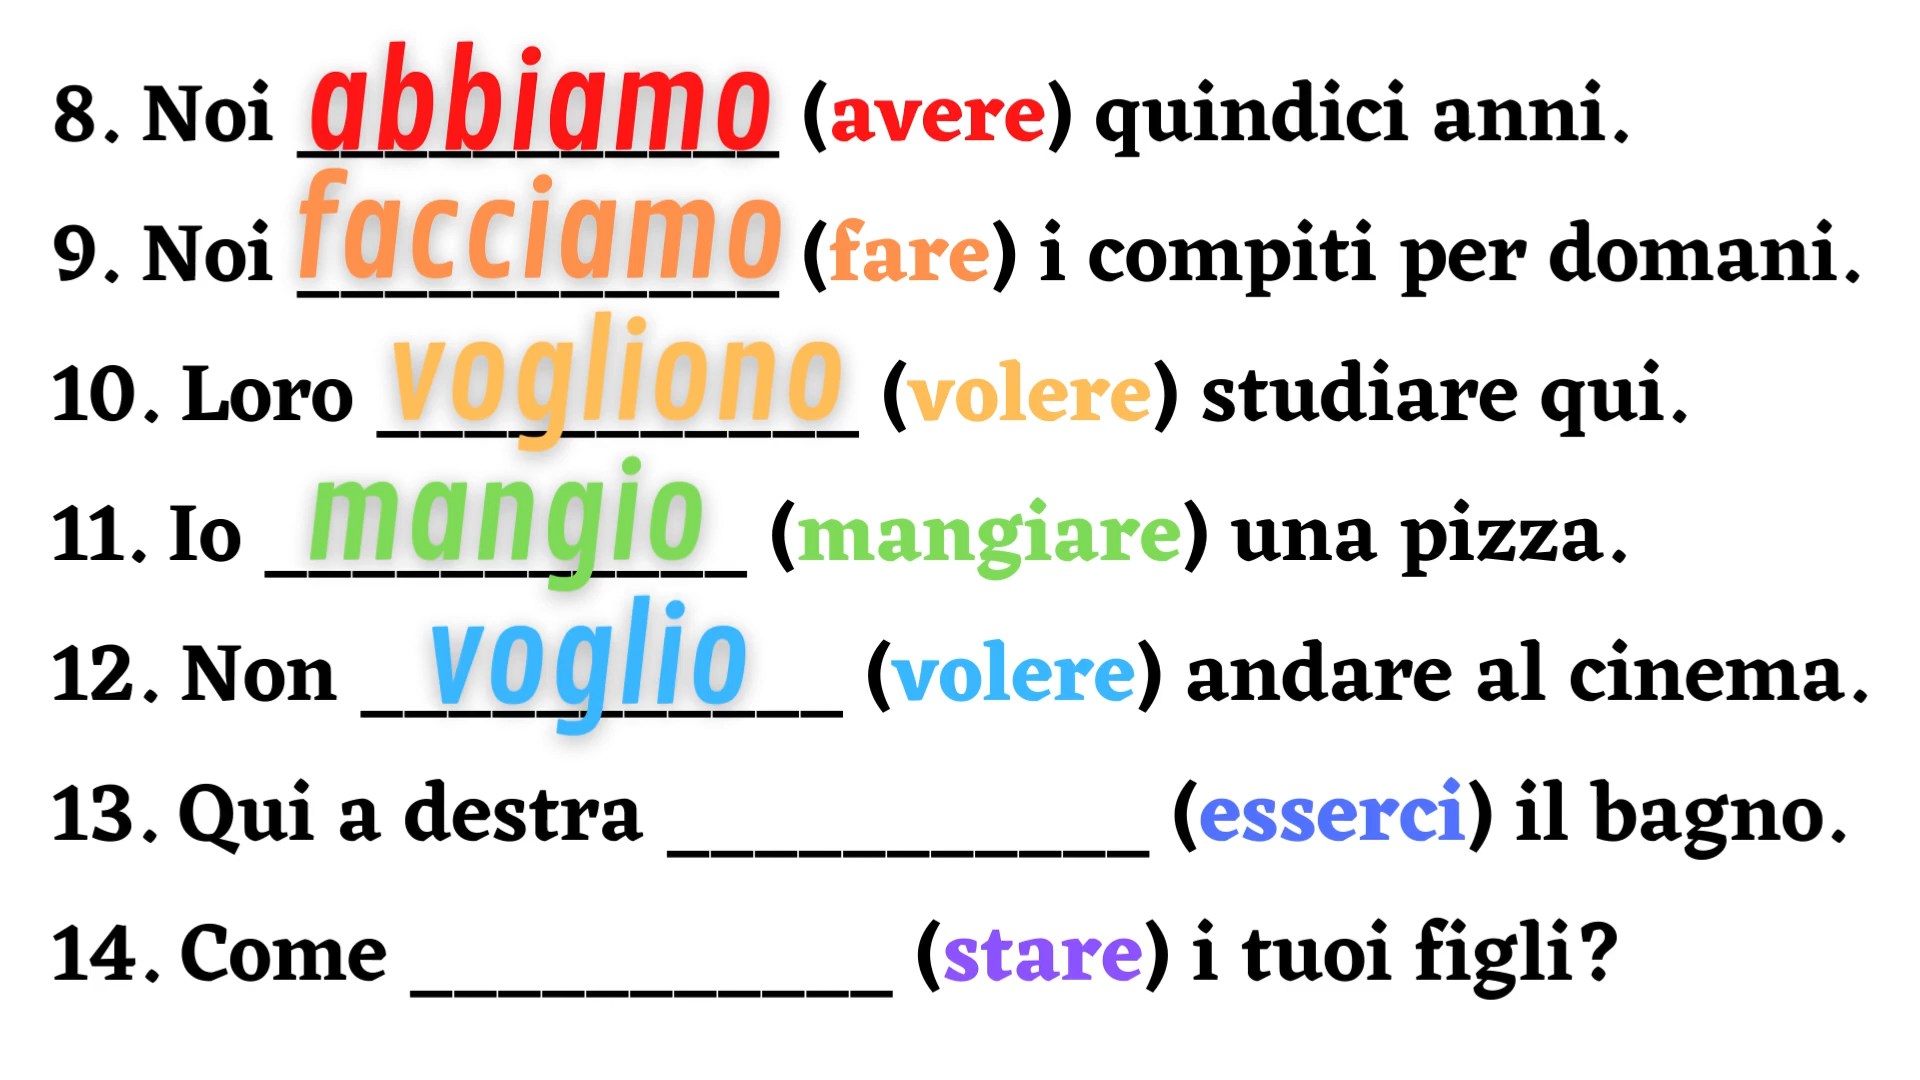 8. Noi abbiamo (avere) quindici anni.
9. Noi facciamo (fare) i compiti per domani.
10. Loro vogliono (volere) studiare qui.
11. Io mangio (mangiare) una pizza.
12. Non voglio (volere) andare al cinema.
13. Qui a destra ___________ (esserci) il bagno.
14. Come ___________ (stare) i tuoi figli?